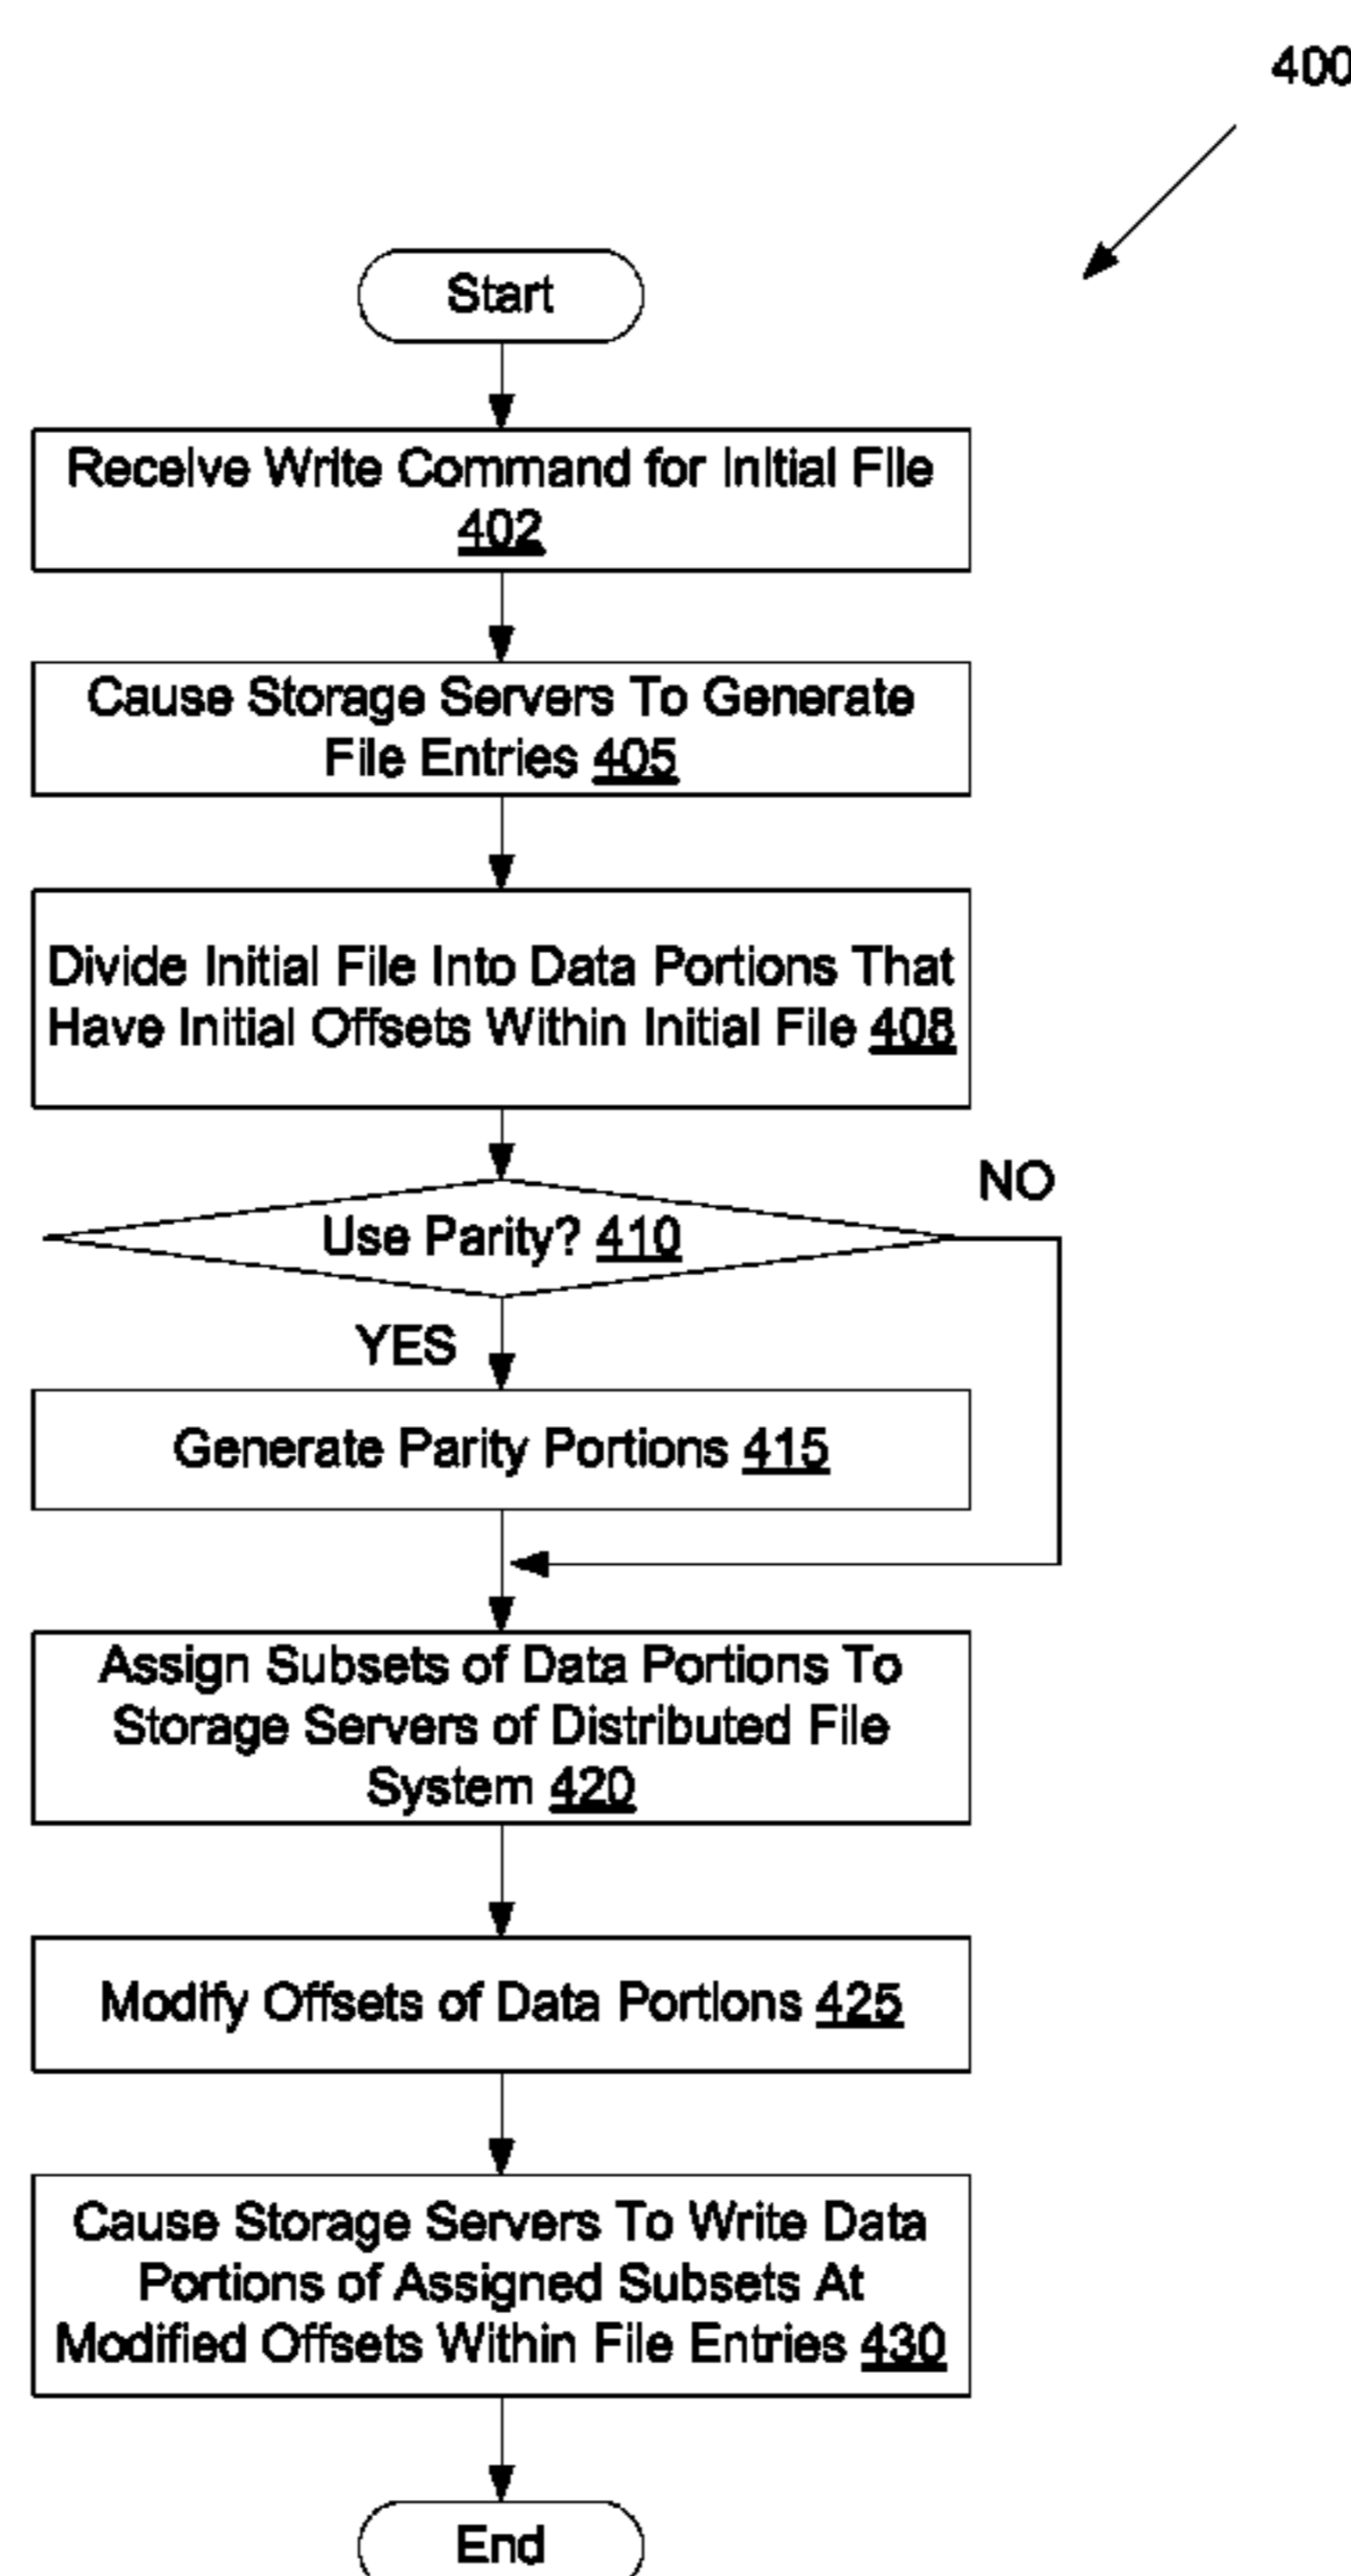 400
Start
Receive Write Command for Initial File
402
Cause Storage Servers To Generate
File Entries 405
Divide Initial File Into Data Portions That
Have Initial Offsets Within Initial File 408
NO
Use Parity? 410
YES
Generate Parity Portions 415
Assign Subsets of Data Portions To
Storage Servers of Distributed File
System 420
Modify Offsets of Data Portions 425
Cause Storage Servers To Write Data
Portions of Assigned Subsets At
Modified Offsets Within File Entries 430
End